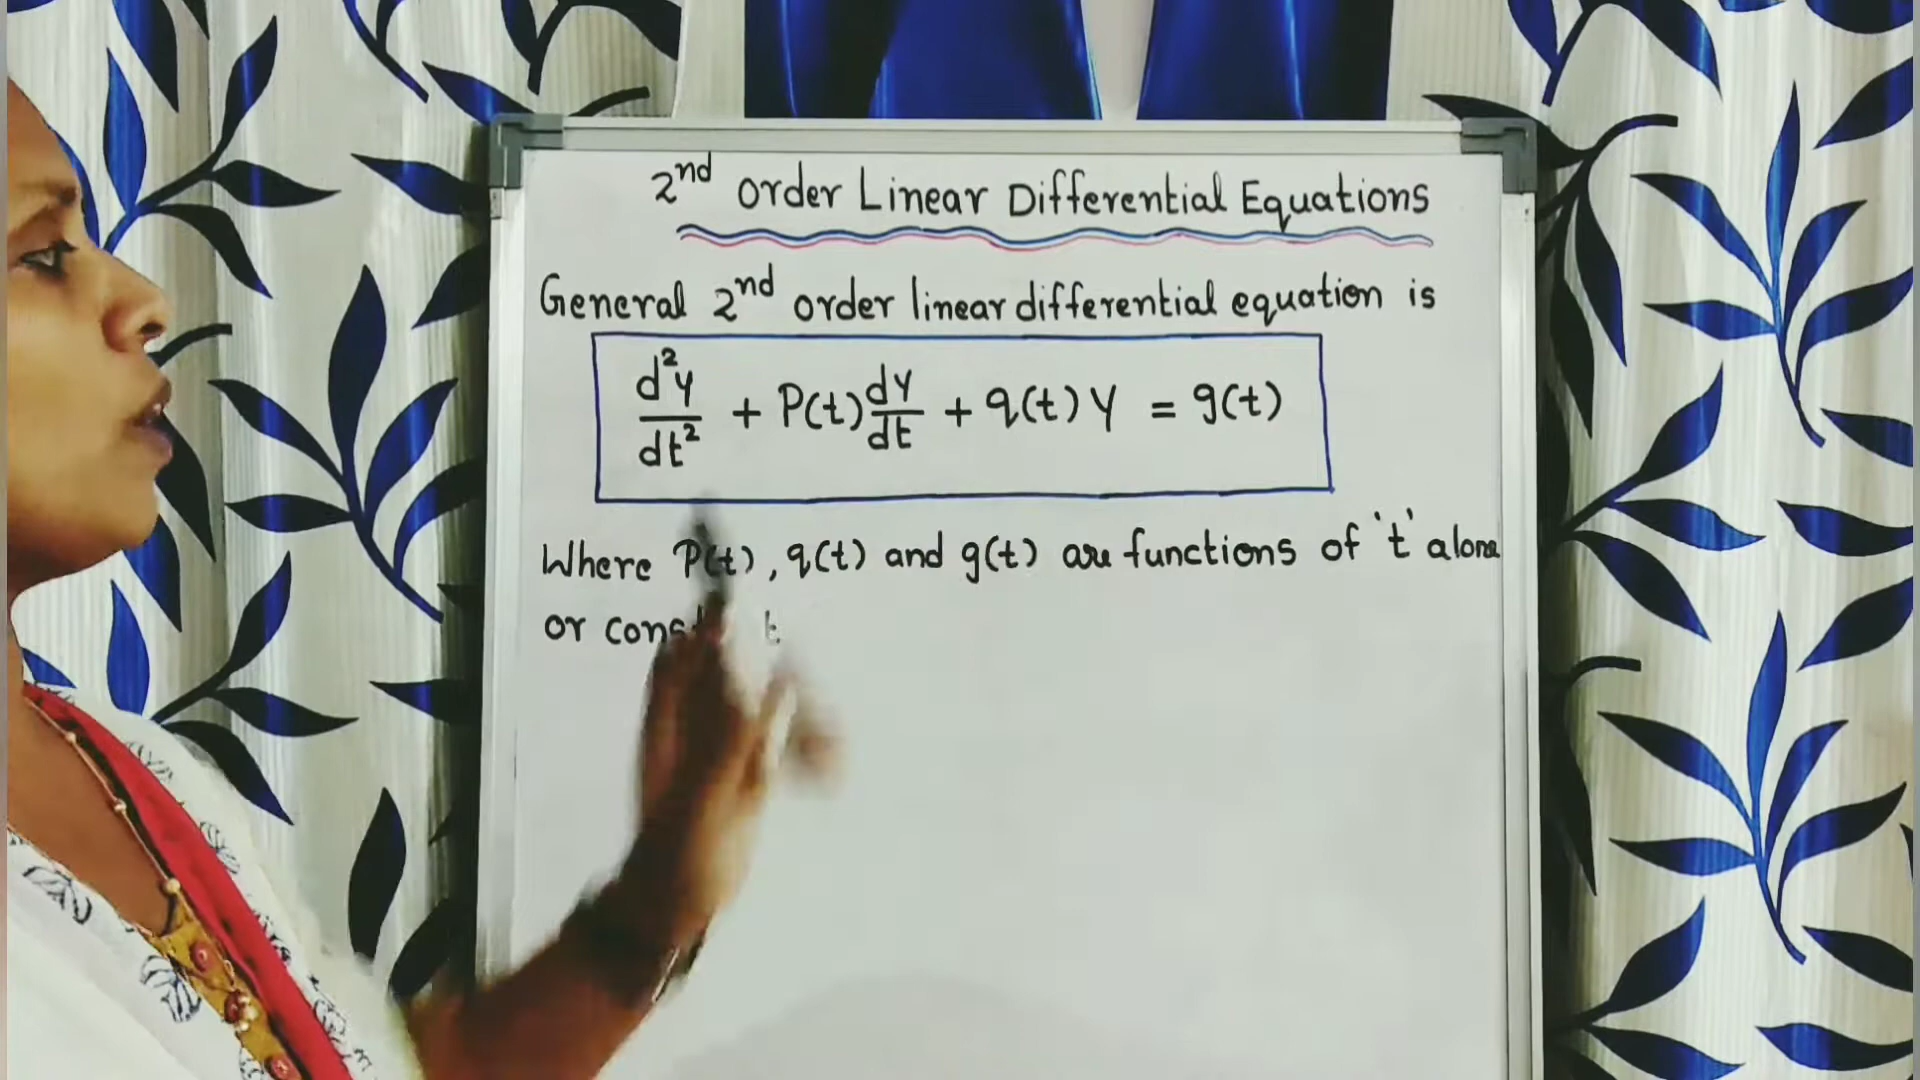 2nd order Linear Differential Equations
General 2nd order linear differential equation is
d²y/dt² + P(t) dy/dt + q(t) y = g(t)
Where P(t), q(t) and g(t) are functions of 't' alone
or